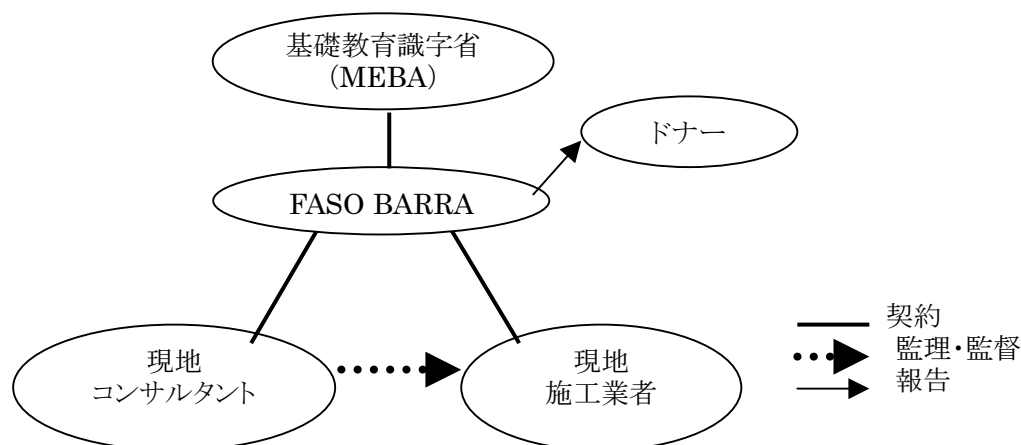 基礎教育識字省
(MEBA)
ドナー
FASO BARRA
現地
コンサルタント
現地
施工業者
契約
監理・監督
報告